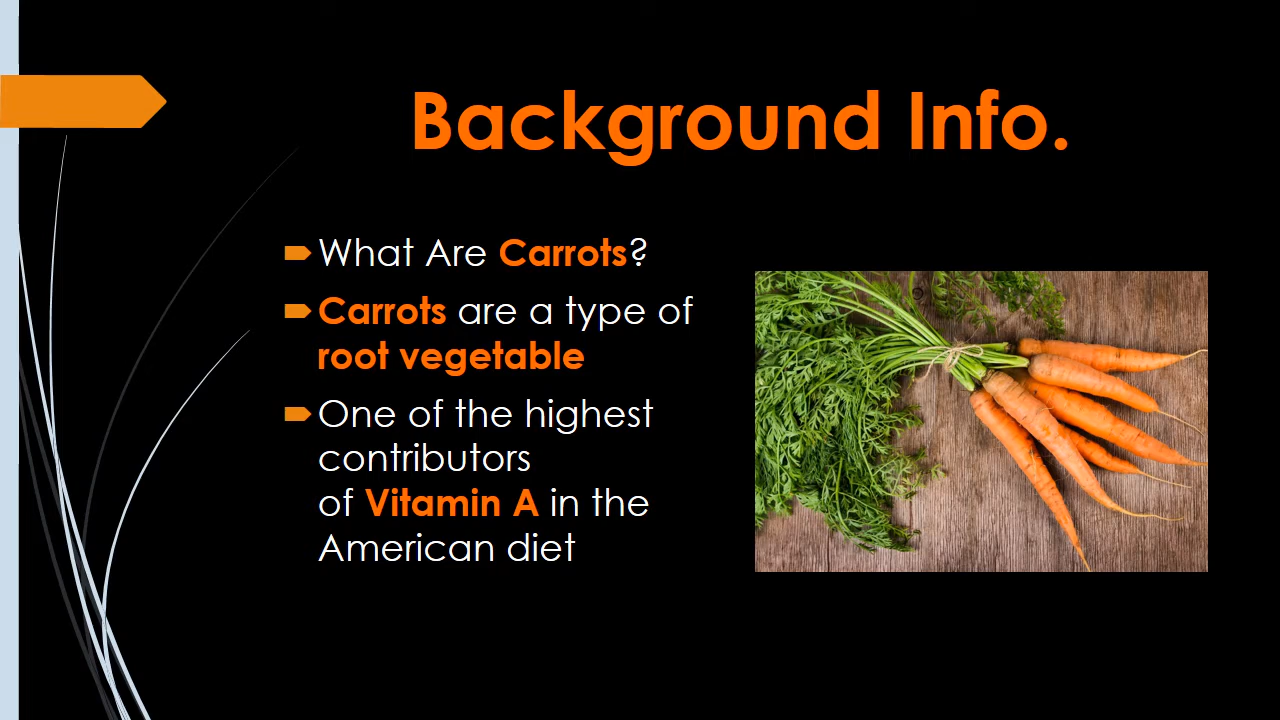 Background Info.
What Are Carrots?
Carrots are a type of
root vegetable
One of the highest
contributors
of Vitamin A in the
American diet